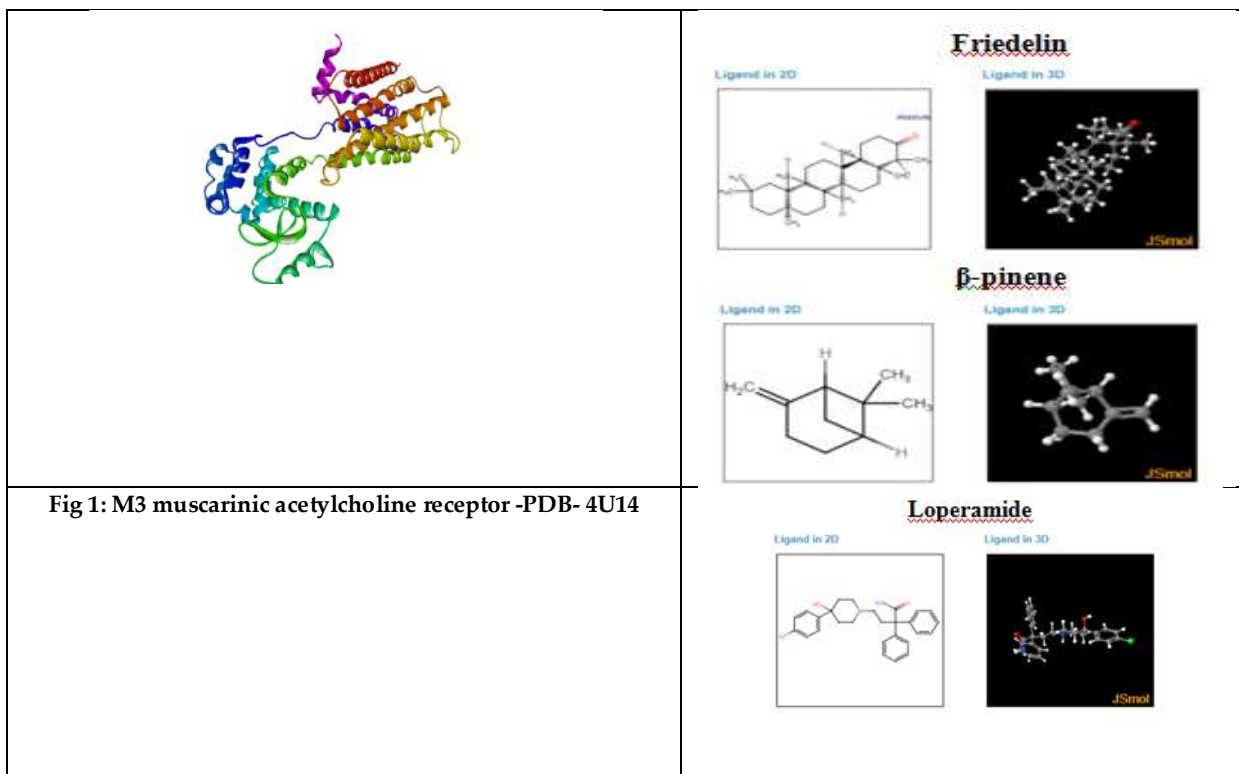 Friedelin
Ligand in 2D
Ligand in 3D
JSmol
β-pinene
Ligand in 2D
Ligand in 3D
H
H₂C
CH₃
CH₃
H
JSmol
Fig 1: M3 muscarinic acetylcholine receptor -PDB- 4U14
Loperamide
Ligand in 2D
Ligand in 3D
JSmol